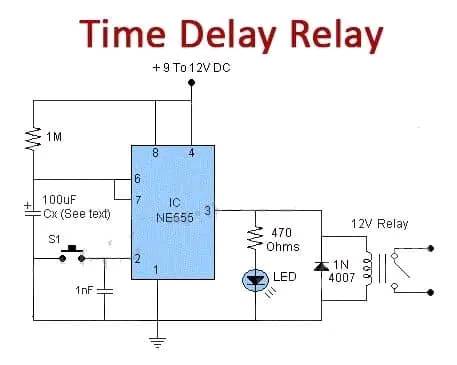 Time Delay Relay
+ 9 To 12V DC
1M
8
4
6
7
IC
NE555
3
100uF
Cx (See text)
+
S1
2
1
1nF
470
Ohms
LED
12V Relay
1N
4007